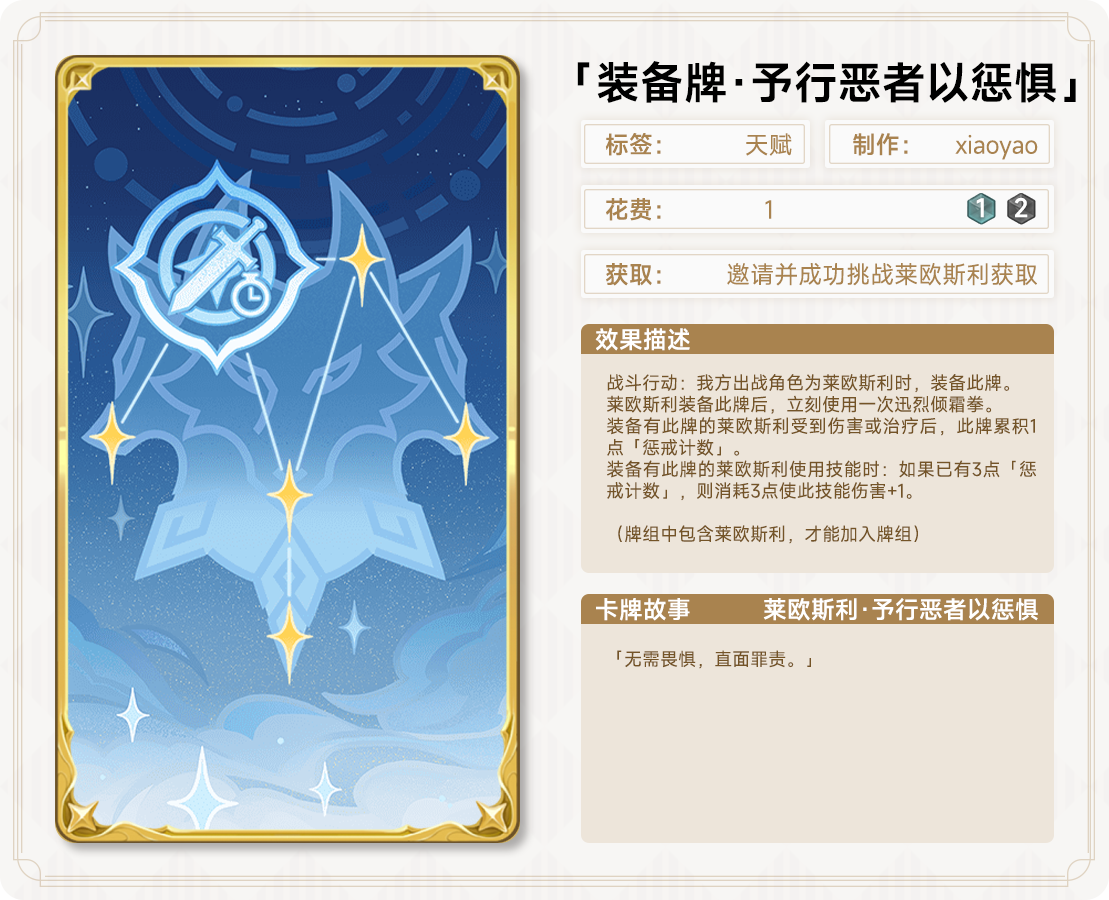 「装备牌·予行恶者以惩惧」
标签： 天赋 制作： xiaoyao
花费： 1 1 2
获取： 邀请并成功挑战莱欧斯利获取
效果描述
战斗行动：我方出战角色为莱欧斯利时，装备此牌。
莱欧斯利装备此牌后，立刻使用一次迅烈倾霜拳。
装备有此牌的莱欧斯利受到伤害或治疗后，此牌累积1
点「惩戒计数」。
装备有此牌的莱欧斯利使用技能时：如果已有3点「惩
戒计数」，则消耗3点使此技能伤害+1。
（牌组中包含莱欧斯利，才能加入牌组）
卡牌故事 莱欧斯利·予行恶者以惩惧
「无需畏惧，直面罪责。」